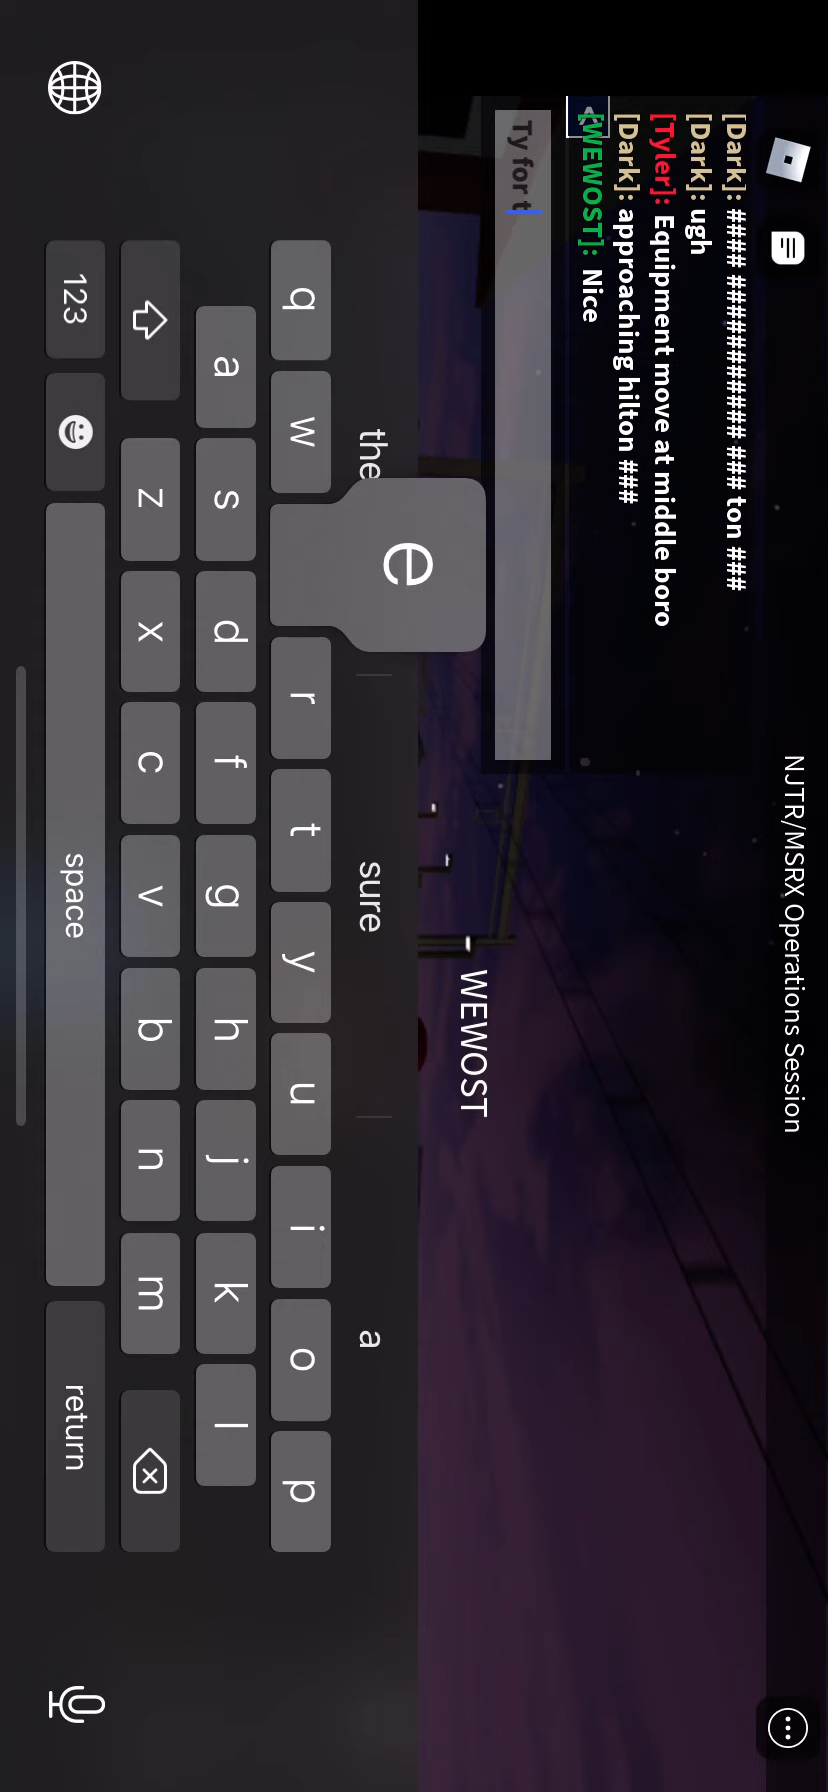 NJTR/MSRX Operations Session
[Dark]: #### ############ ### ton ###
[Dark]: ugh
[Tyler]: Equipment move at middle boro
[Dark]: approaching hilton ###
[WEWOST]: Nice
Ty for t
WEWOST
the
sure
a
q w e r t y u i o p
a s d f g h j k l
z x c v b n m
123 space return